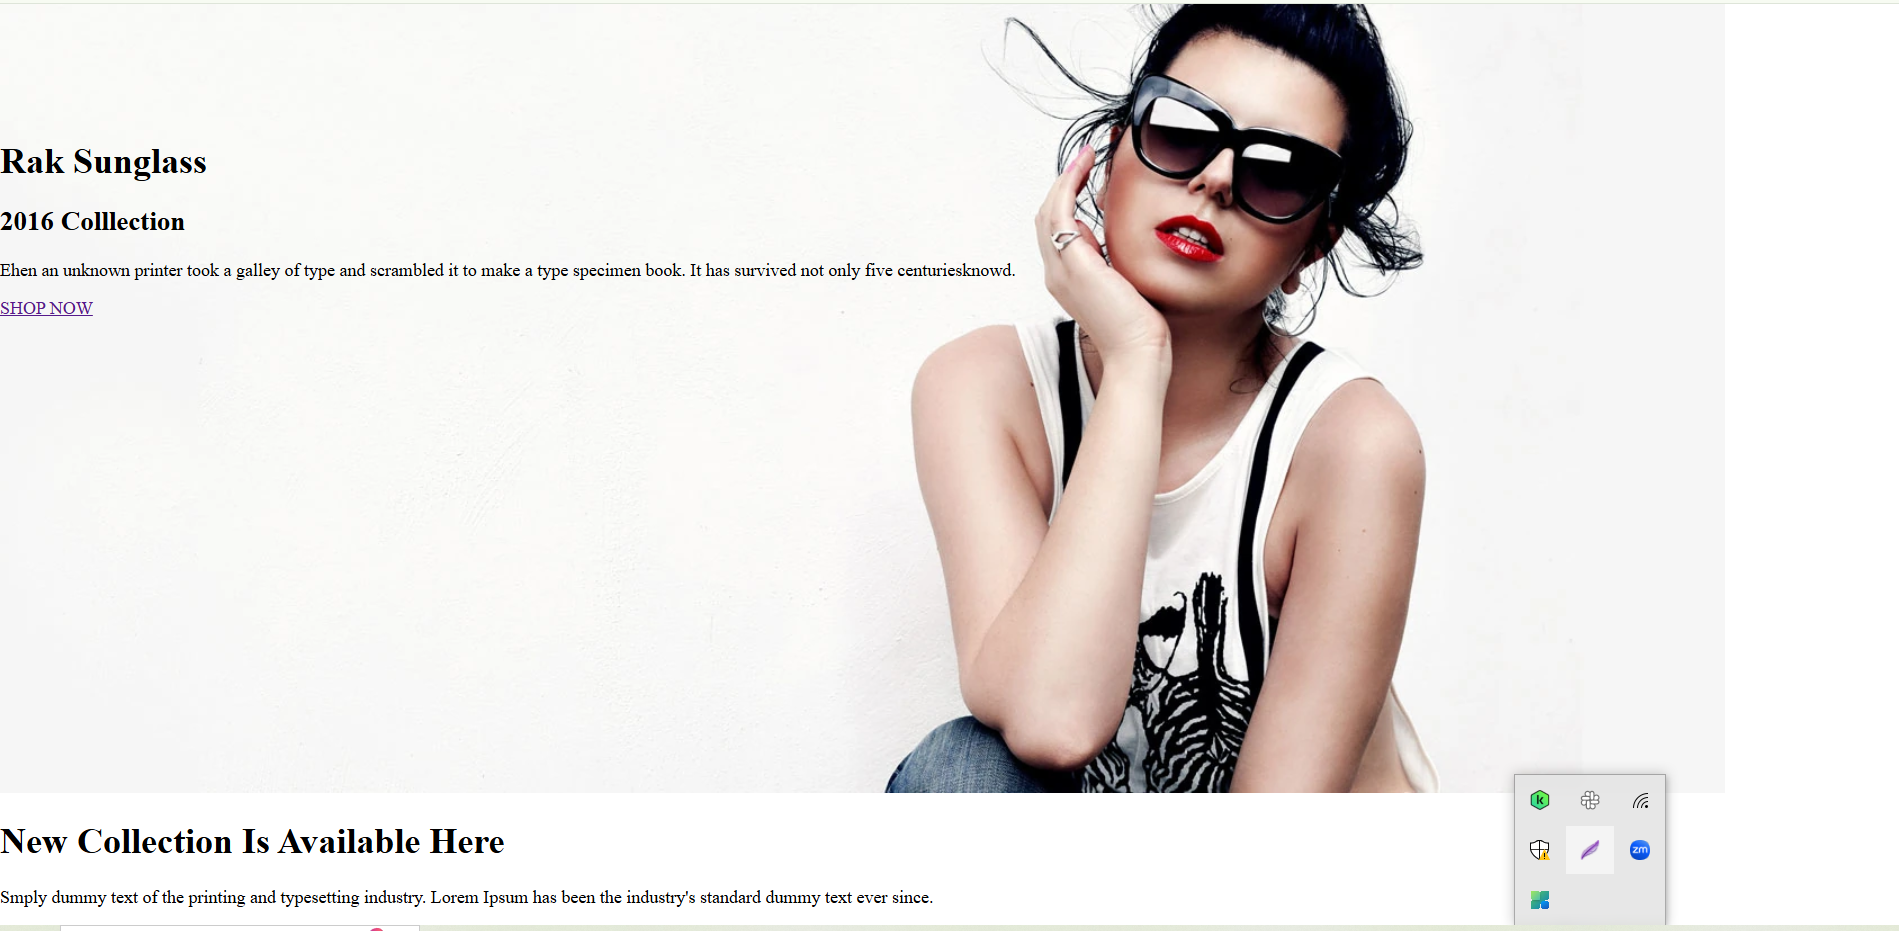 Rak Sunglass
2016 Colllection
Ehen an unknown printer took a galley of type and scrambled it to make a type specimen book. It has survived not only five centuriesknowd.
SHOP NOW
New Collection Is Available Here
Smply dummy text of the printing and typesetting industry. Lorem Ipsum has been the industry's standard dummy text ever since.
k
zm